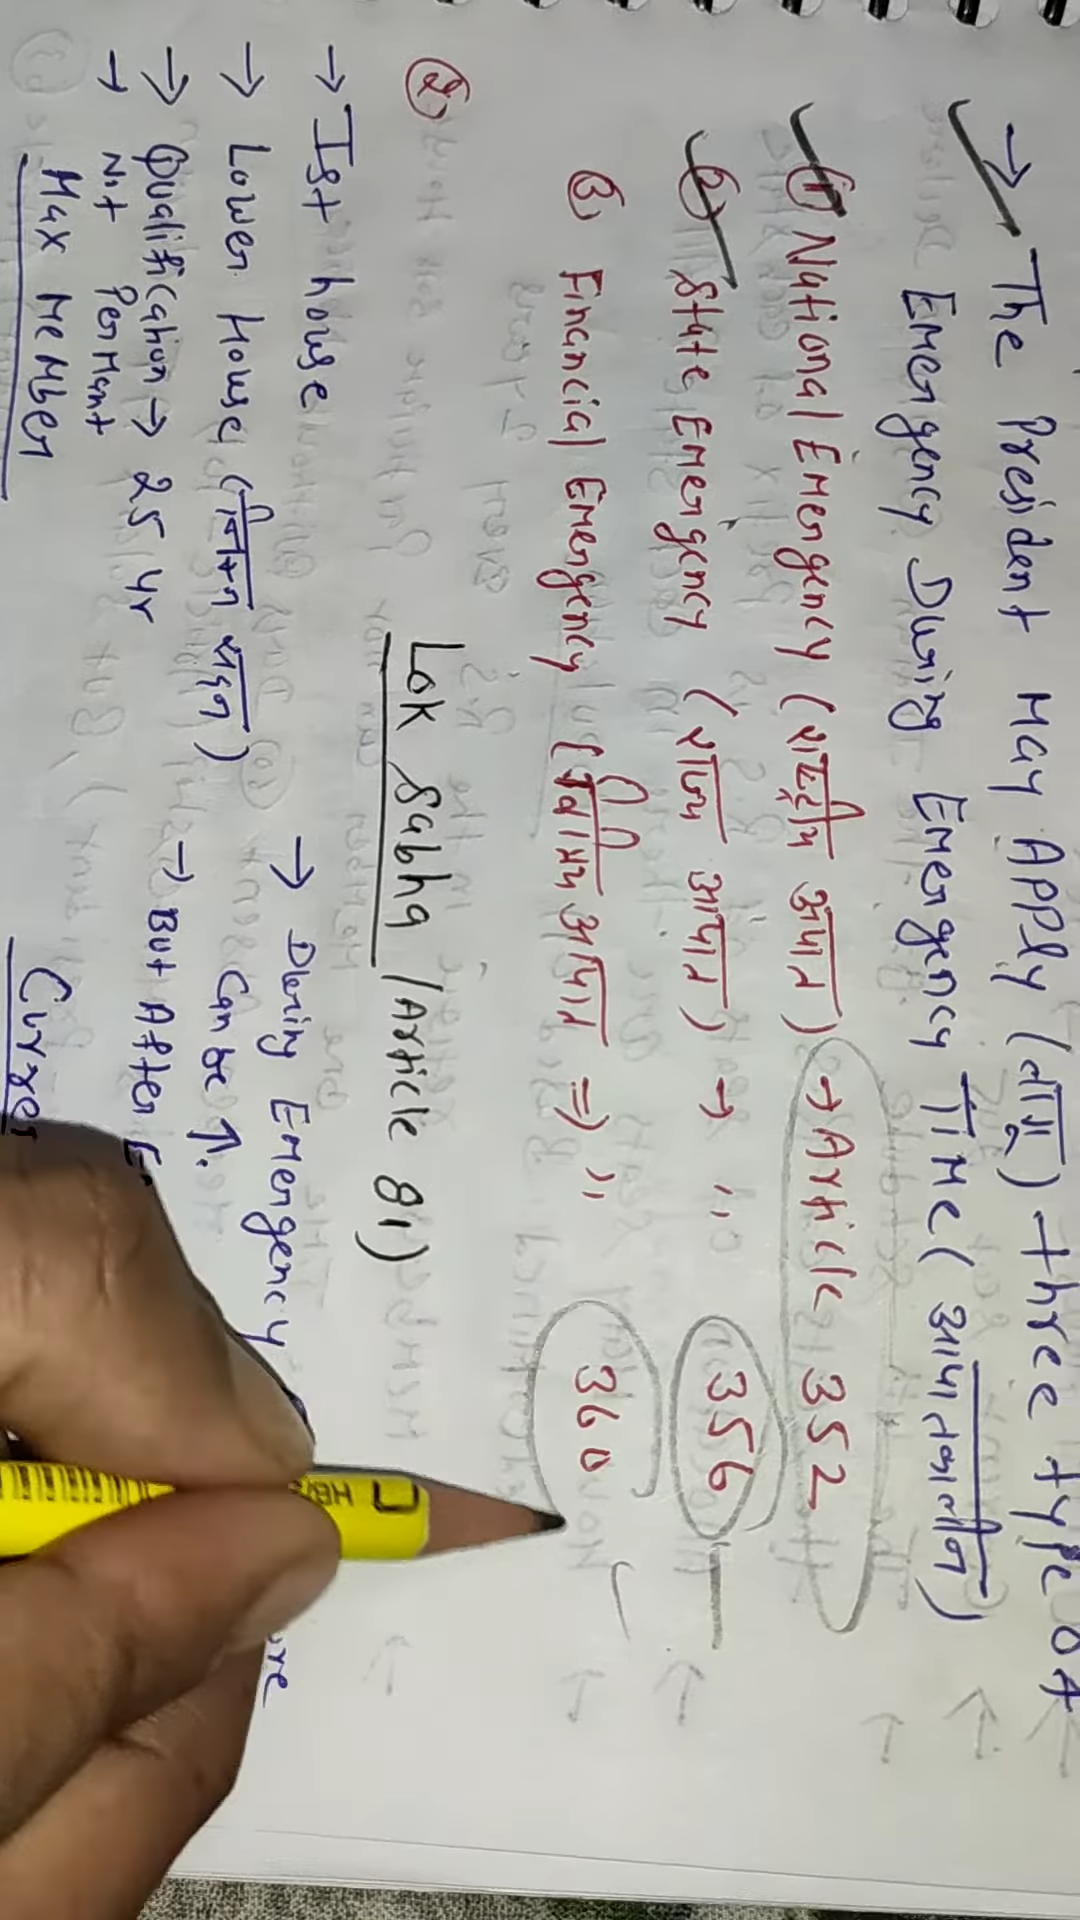 → The President May Apply (लागू) three type of
Emergency During Emergency Time (आपातकालीन)
(1) National Emergency (राष्ट्रीय आपात) → Article 352
(2) State Emergency (राज्य आपात) → ,, 356
(3) Financial Emergency (वित्तीय आपात ⇒ ,, 360
Lok Sabha (Article 81)
(2)
→ Ist house
→ Lower House (निम्न सदन) → During Emergency
Can be ↑.
→ Qualification → 25 yr → But After
→ Not PerMant
Max Member
HB